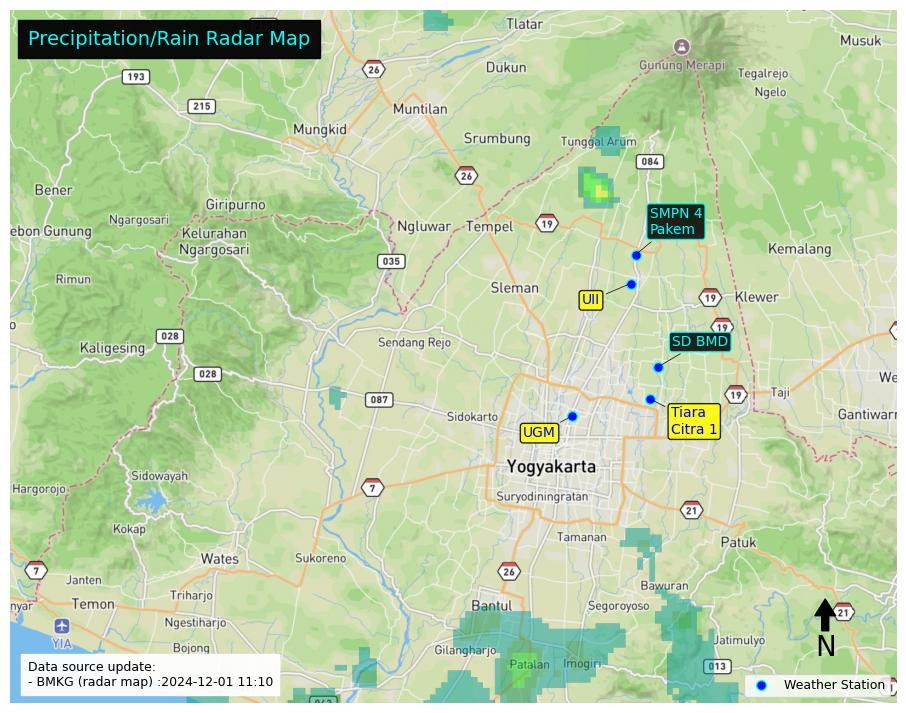 Precipitation/Rain Radar Map
Tlatar
Musuk
26
Dukun
Gunung Merapi
Tegalrejo
193
Ngelo
215
Muntilan
Mungkid
Srumbung
Tunggal Arum
084
26
Bener
Giripurno
SMPN 4
Pakem
Ngargosari
Kelurahan
Ngargosari
ebon Gunung
Ngluwar
Tempel
19
Kemalang
035
Rimun
Sleman
UII
19
Klewer
19
028
Sendang Rejo
SD BMD
Kaligesing
028
We
087
19
Taji
Sidokarto
Tiara
Citra 1
Gantiwarn
UGM
Yogyakarta
Sidowayah
Hargorojo
7
Suryodiningratan
21
Kokap
Tamanan
Patuk
Wates
Sukoreno
7
26
Janten
Bawuran
nyar
Temon
Triharjo
Bantul
Segoroyoso
21
Ngestiharjo
YIA
Bojong
Gilangharjo
Jatimulyo
N
Patalan
Imogiri
013
Data source update:
- BMKG (radar map) :2024-12-01 11:10
Weather Station